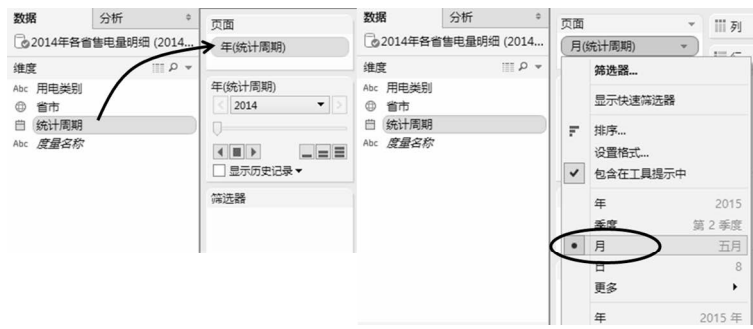 数据 分析
2014年各省售电量明细 (2014...
维度
Abc 用电类别
省市
统计周期
Abc 度量名称
页面
年(统计周期)
年(统计周期)
2014
显示历史记录
筛选器
数据 分析
2014年各省售电量明细 (2014...
维度
Abc 用电类别
省市
统计周期
Abc 度量名称
页面
列
月(统计周期)
筛选器...
显示快速筛选器
排序...
设置格式...
包含在工具提示中
年 2015
季度 第 2 季度
月 五月
日 8
更多
年 2015 年